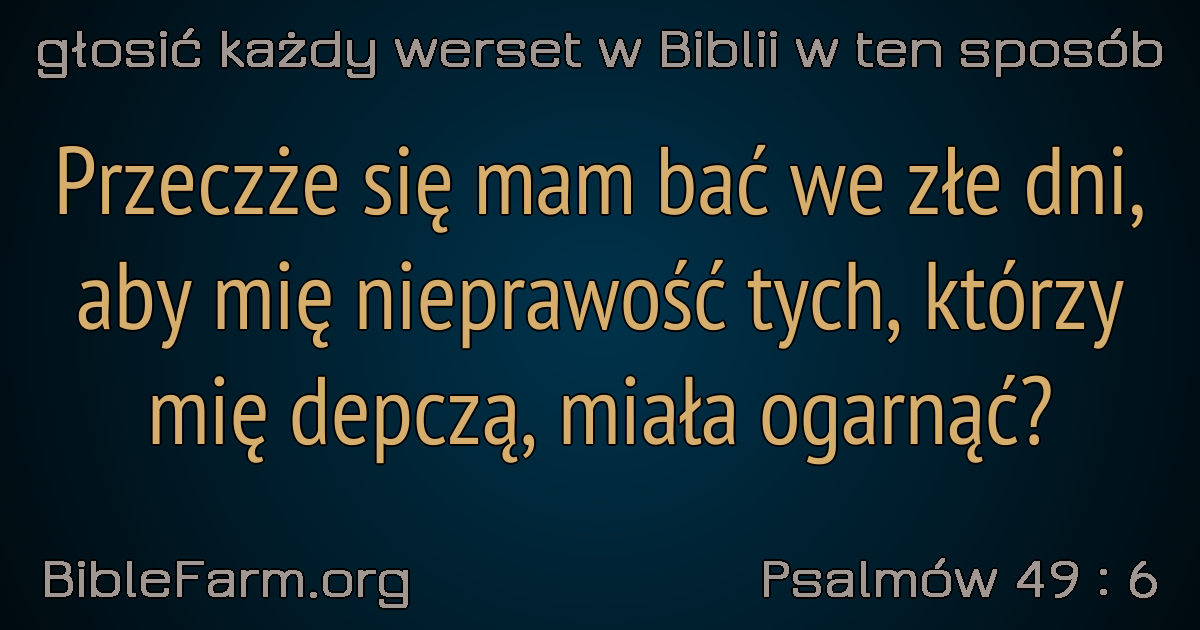 głosić każdy werset w Biblii w ten sposób
Przeczże się mam bać we złe dni,
aby mię nieprawość tych, którzy
mię depczą, miała ogarnąć?
BibleFarm.org
Psalmów 49 : 6